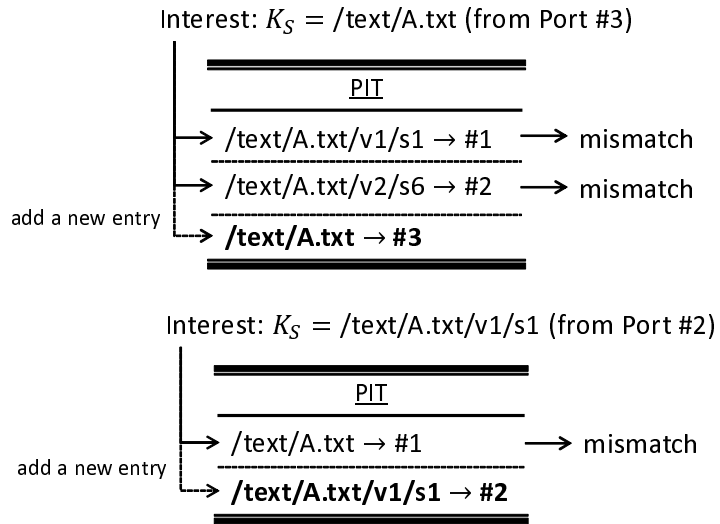 Interest: K_S = /text/A.txt (from Port #3)
PIT
/text/A.txt/v1/s1 → #1 → mismatch
/text/A.txt/v2/s6 → #2 → mismatch
add a new entry
/text/A.txt → #3
Interest: K_S = /text/A.txt/v1/s1 (from Port #2)
PIT
/text/A.txt → #1 → mismatch
add a new entry
/text/A.txt/v1/s1 → #2